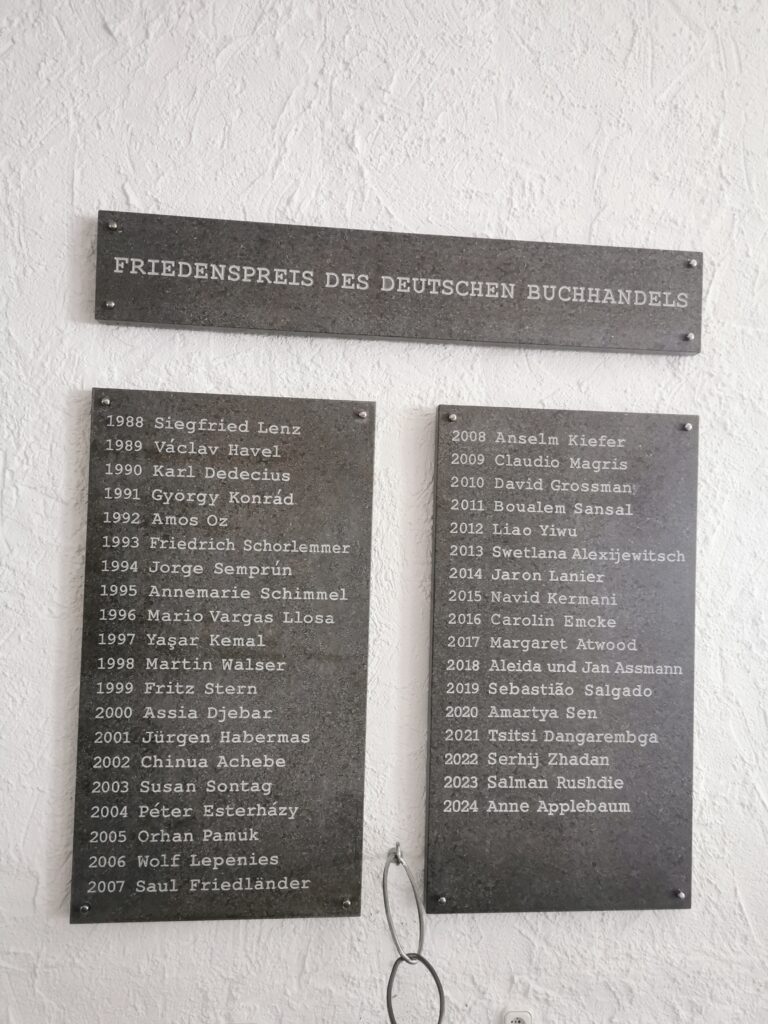 FRIEDENSPREIS DES DEUTSCHEN BUCHHANDELS
1988 Siegfried Lenz
1989 Václav Havel
1990 Karl Dedecius
1991 György Konrád
1992 Amos Oz
1993 Friedrich Schorlemmer
1994 Jorge Semprún
1995 Annemarie Schimmel
1996 Mario Vargas Llosa
1997 Yaşar Kemal
1998 Martin Walser
1999 Fritz Stern
2000 Assia Djebar
2001 Jürgen Habermas
2002 Chinua Achebe
2003 Susan Sontag
2004 Péter Esterházy
2005 Orhan Pamuk
2006 Wolf Lepenies
2007 Saul Friedländer
2008 Anselm Kiefer
2009 Claudio Magris
2010 David Grossman
2011 Boualem Sansal
2012 Liao Yiwu
2013 Swetlana Alexijewitsch
2014 Jaron Lanier
2015 Navid Kermani
2016 Carolin Emcke
2017 Margaret Atwood
2018 Aleida und Jan Assmann
2019 Sebastião Salgado
2020 Amartya Sen
2021 Tsitsi Dangarembga
2022 Serhij Zhadan
2023 Salman Rushdie
2024 Anne Applebaum